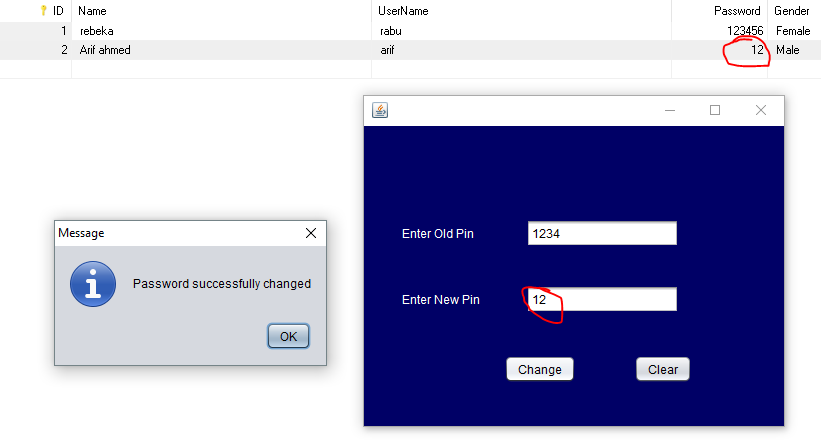 ID Name UserName Password Gender
1 rebeka rabu 123456 Female
2 Arif ahmed arif 12 Male
Message
Password successfully changed
OK
Enter Old Pin 1234
Enter New Pin 12
Change Clear